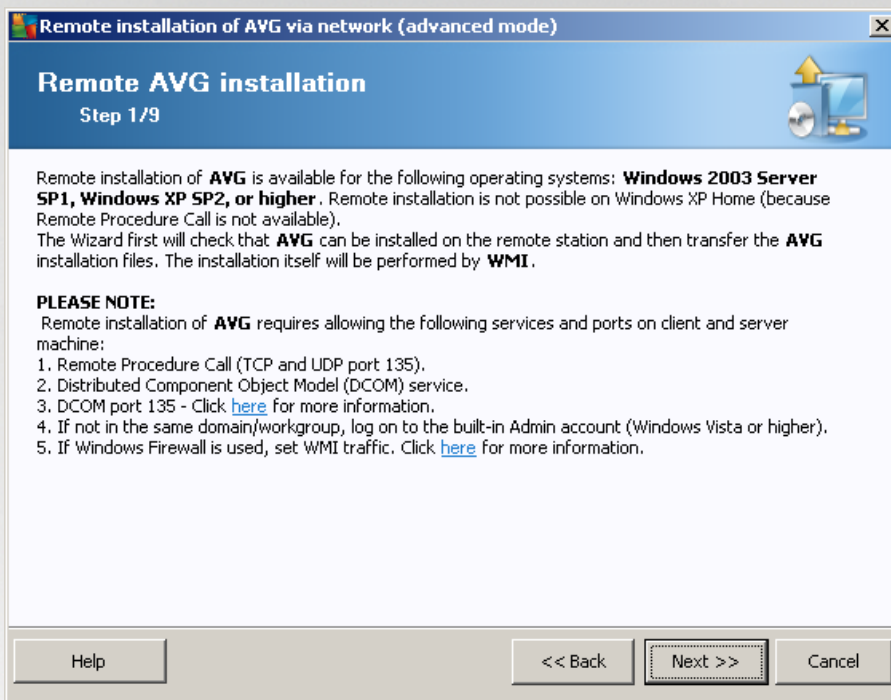 Remote installation of AVG via network (advanced mode)
Remote AVG installation
Step 1/9
Remote installation of AVG is available for the following operating systems: Windows 2003 Server
SP1, Windows XP SP2, or higher. Remote installation is not possible on Windows XP Home (because
Remote Procedure Call is not available).
The Wizard first will check that AVG can be installed on the remote station and then transfer the AVG
installation files. The installation itself will be performed by WMI.
PLEASE NOTE:
Remote installation of AVG requires allowing the following services and ports on client and server
machine:
1. Remote Procedure Call (TCP and UDP port 135).
2. Distributed Component Object Model (DCOM) service.
3. DCOM port 135 - Click here for more information.
4. If not in the same domain/workgroup, log on to the built-in Admin account (Windows Vista or higher).
5. If Windows Firewall is used, set WMI traffic. Click here for more information.
Help
<< Back
Next >>
Cancel